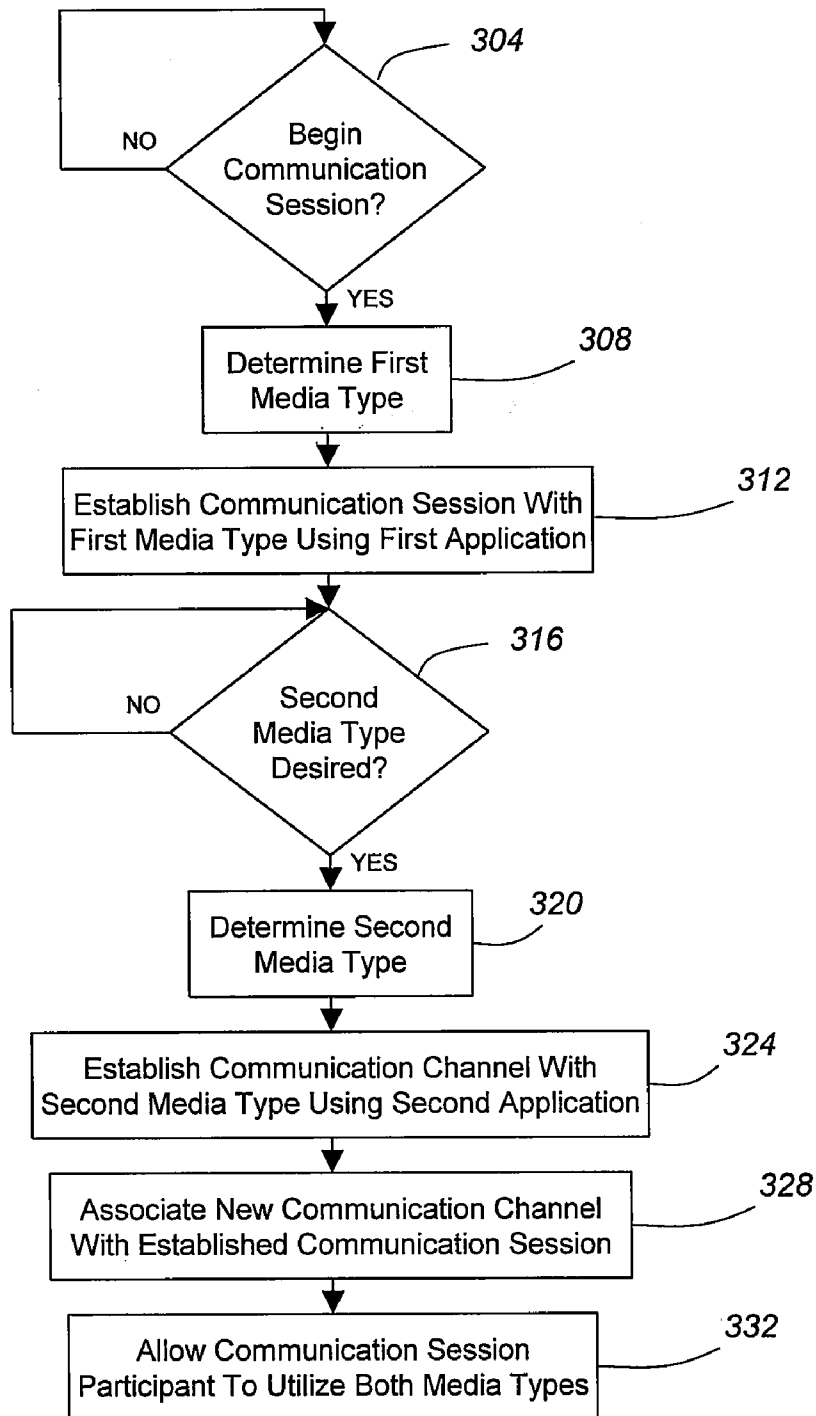 304
NO
Begin
Communication
Session?
YES
308
Determine First
Media Type
312
Establish Communication Session With
First Media Type Using First Application
316
NO
Second
Media Type
Desired?
YES
320
Determine Second
Media Type
324
Establish Communication Channel With
Second Media Type Using Second Application
328
Associate New Communication Channel
With Established Communication Session
332
Allow Communication Session
Participant To Utilize Both Media Types